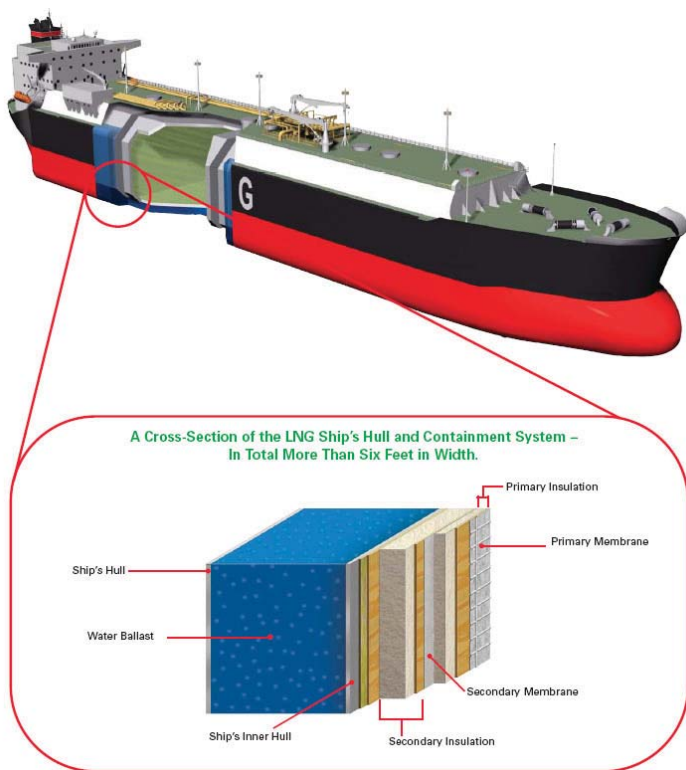 G
A Cross-Section of the LNG Ship's Hull and Containment System –
In Total More Than Six Feet in Width.
Primary Insulation
Primary Membrane
Ship's Hull
Water Ballast
Secondary Membrane
Ship's Inner Hull
Secondary Insulation